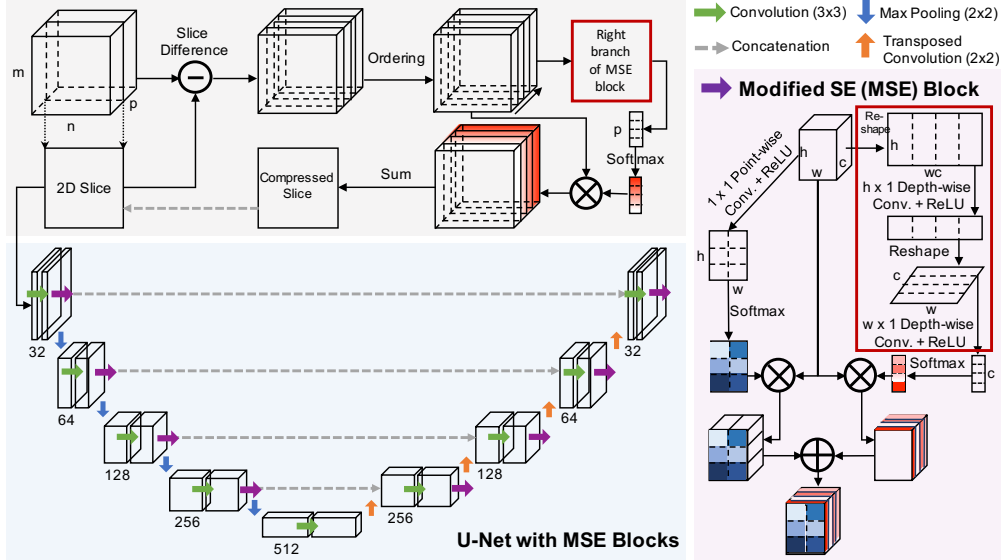 m
n
p
Slice
Difference
Ordering
Right
branch
of MSE
block
p
Softmax
2D Slice
Compressed
Slice
Sum
Convolution (3x3)
Max Pooling (2x2)
Concatenation
Transposed
Convolution (2x2)
Modified SE (MSE) Block
h
w
c
Re-
shape
h
wc
1 x 1 Point-wise
Conv. + ReLU
h x 1 Depth-wise
Conv. + ReLU
Reshape
h
w
c
w
Softmax
w x 1 Depth-wise
Conv. + ReLU
Softmax
c
32
64
128
256
512
256
128
64
32
U-Net with MSE Blocks